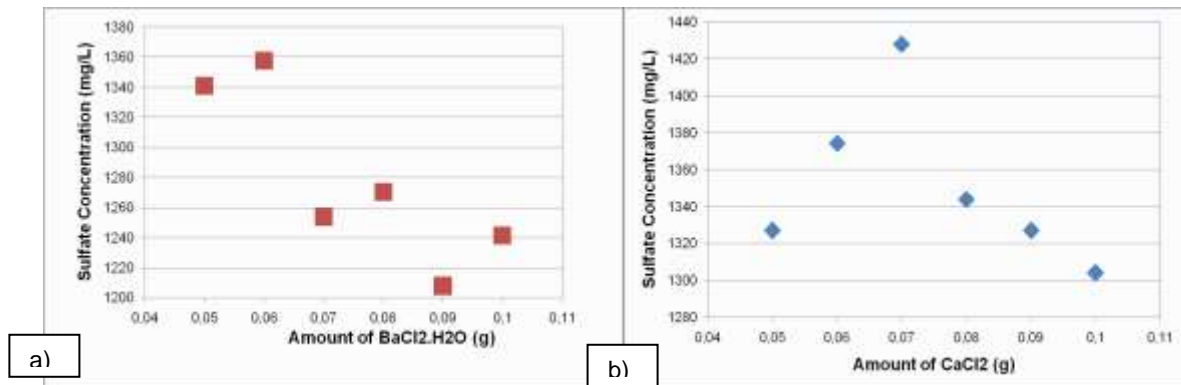 1380
1360
1340
1320
1300
1280
1260
1240
1220
1200
Sulfate Concentration (mg/L)
0,04 0,05 0,06 0,07 0,08 0,09 0,1 0,11
Amount of BaCl2.H2O (g)
a)
1440
1420
1400
1380
1360
1340
1320
1300
1280
Sulfate Concentration (mg/L)
0,04 0,05 0,06 0,07 0,08 0,09 0,1 0,11
Amount of CaCl2 (g)
b)